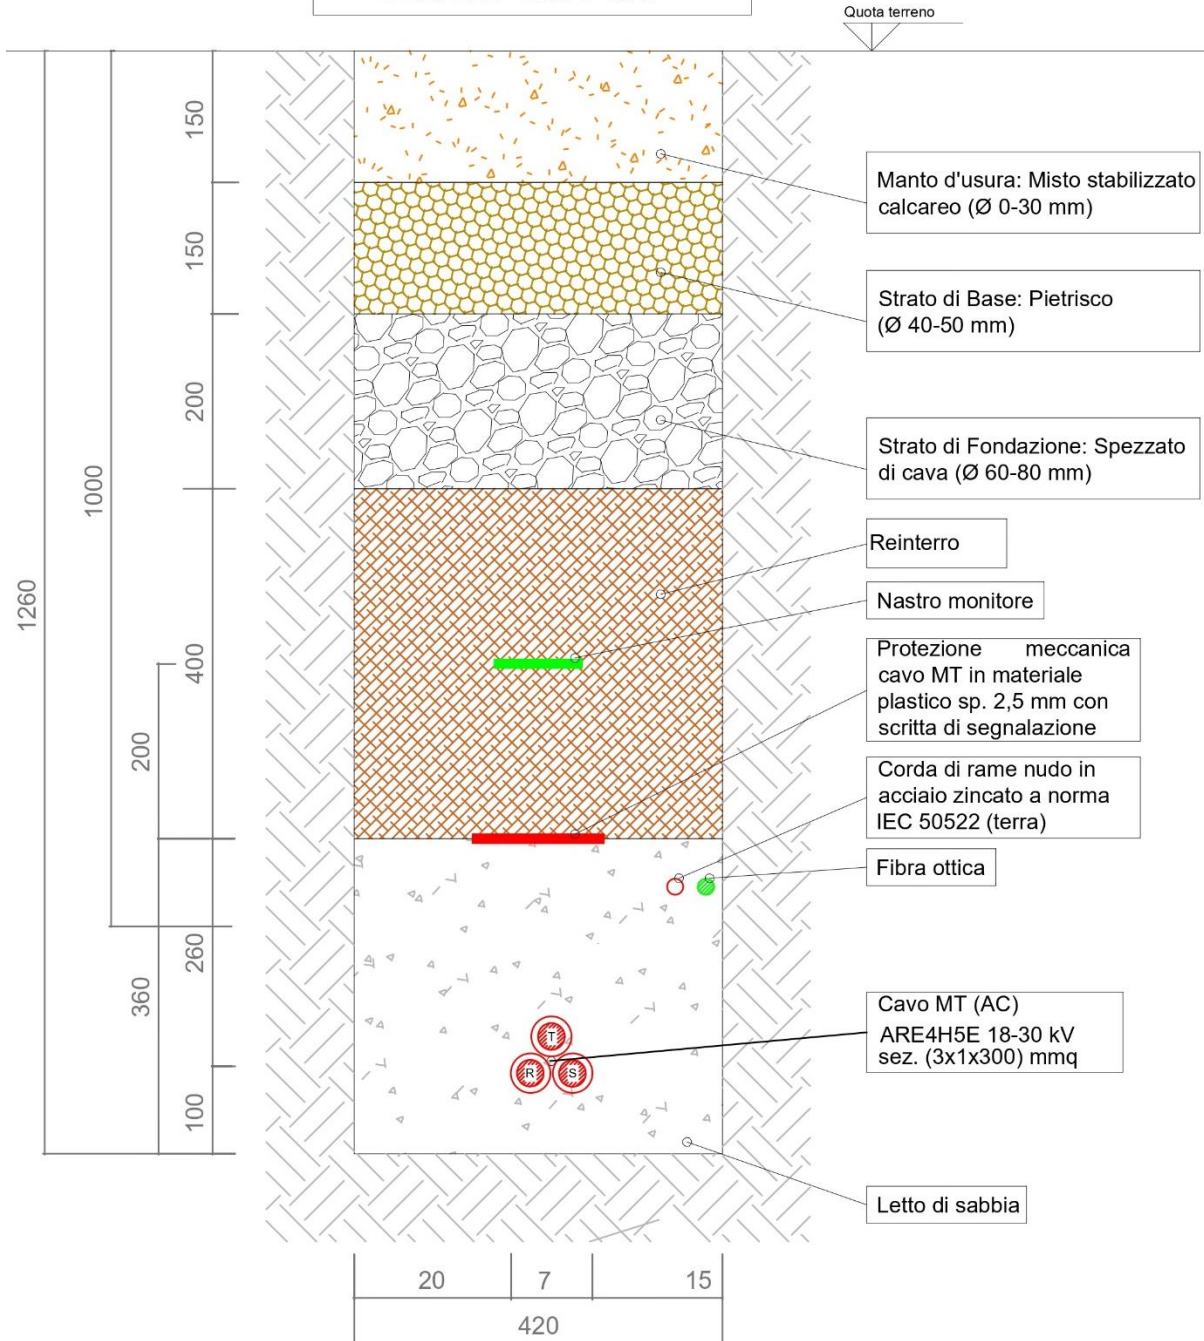 Quota terreno
150
150
200
1000
1260
400
200
260
360
100
Manto d'usura: Misto stabilizzato
calcareo (Ø 0-30 mm)
Strato di Base: Pietrisco
(Ø 40-50 mm)
Strato di Fondazione: Spezzato
di cava (Ø 60-80 mm)
Reinterro
Nastro monitore
Protezione meccanica
cavo MT in materiale
plastico sp. 2,5 mm con
scritta di segnalazione
Corda di rame nudo in
acciaio zincato a norma
IEC 50522 (terra)
Fibra ottica
T
R
S
Cavo MT (AC)
ARE4H5E 18-30 kV
sez. (3x1x300) mmq
Letto di sabbia
20
7
15
420